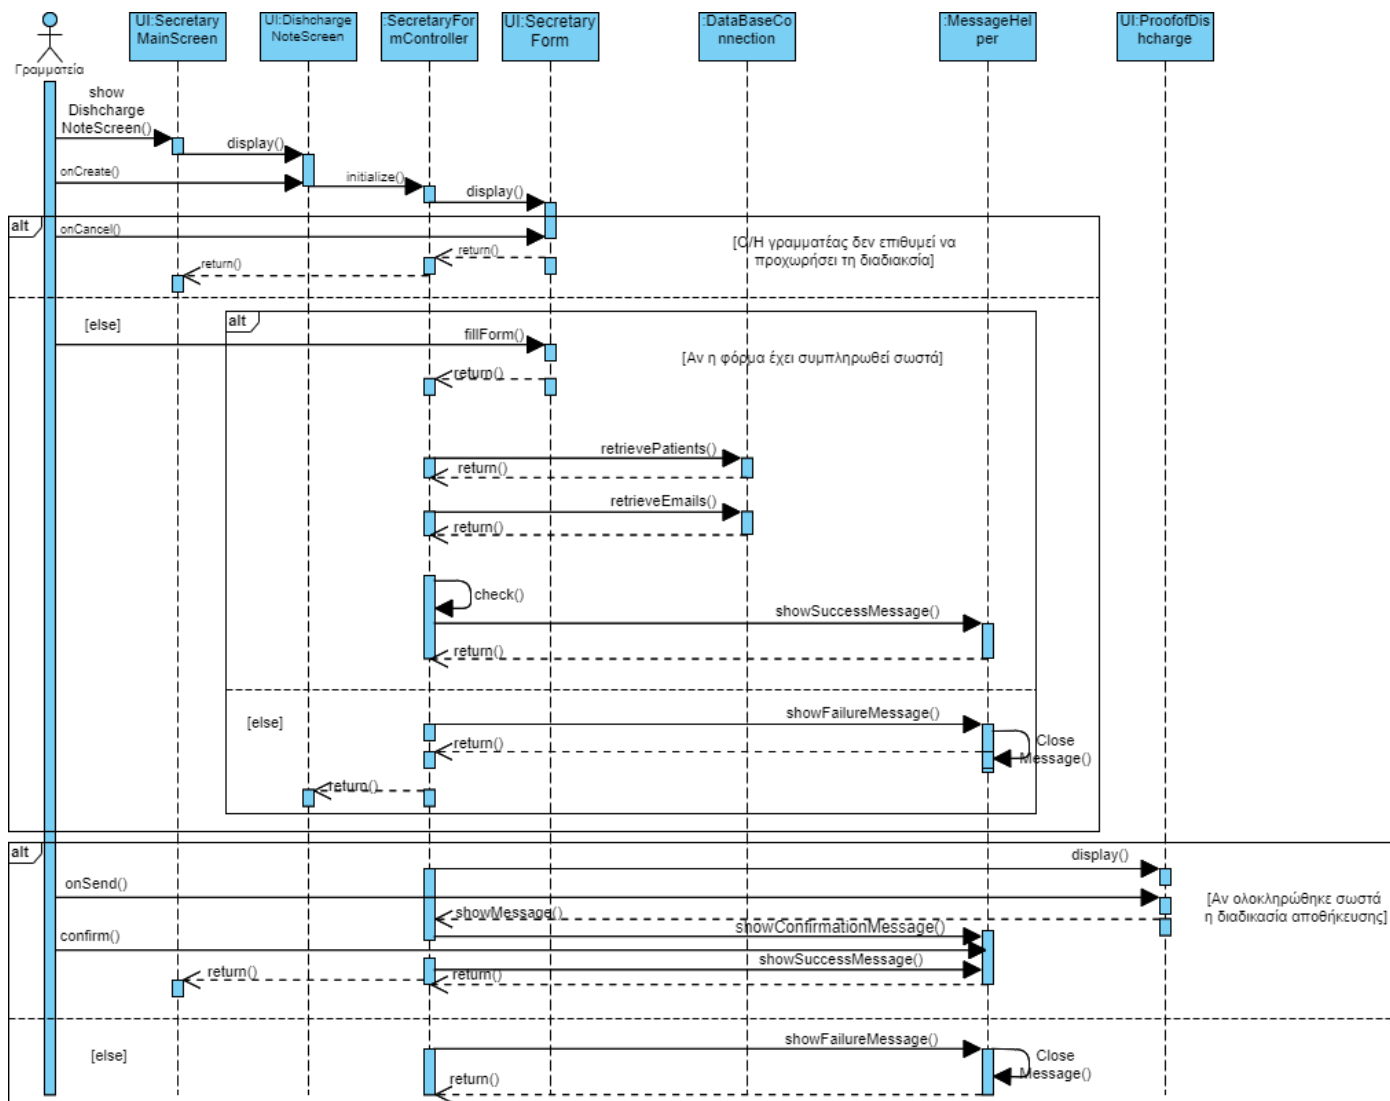 UI:Secretary
MainScreen
UI:Dishcharge
NoteScreen
:SecretaryFor
mController
UI:Secretary
Form
:DataBaseCo
nnection
:MessageHel
per
UI:ProofofDis
hcharge
Γραμματεία
show
Dishcharge
NoteScreen()
display()
onCreate()
initialize()
display()
alt
onCancel()
[Ο/Η γραμματέας δεν επιθυμεί να
προχωρήσει τη διαδιακσία]
return()
return()
[else]
alt
fillForm()
[Αν η φόρμα έχει συμπληρωθεί σωστά]
return()
retrievePatients()
return()
retrieveEmails()
return()
check()
showSuccessMessage()
return()
[else]
showFailureMessage()
return()
Close
Message()
return()
alt
display()
onSend()
[Αν ολοκληρώθηκε σωστά
η διαδικασία αποθήκευσης]
showMessage()
confirm()
showConfirmationMessage()
showSuccessMessage()
return()
return()
[else]
showFailureMessage()
Close
Message()
return()